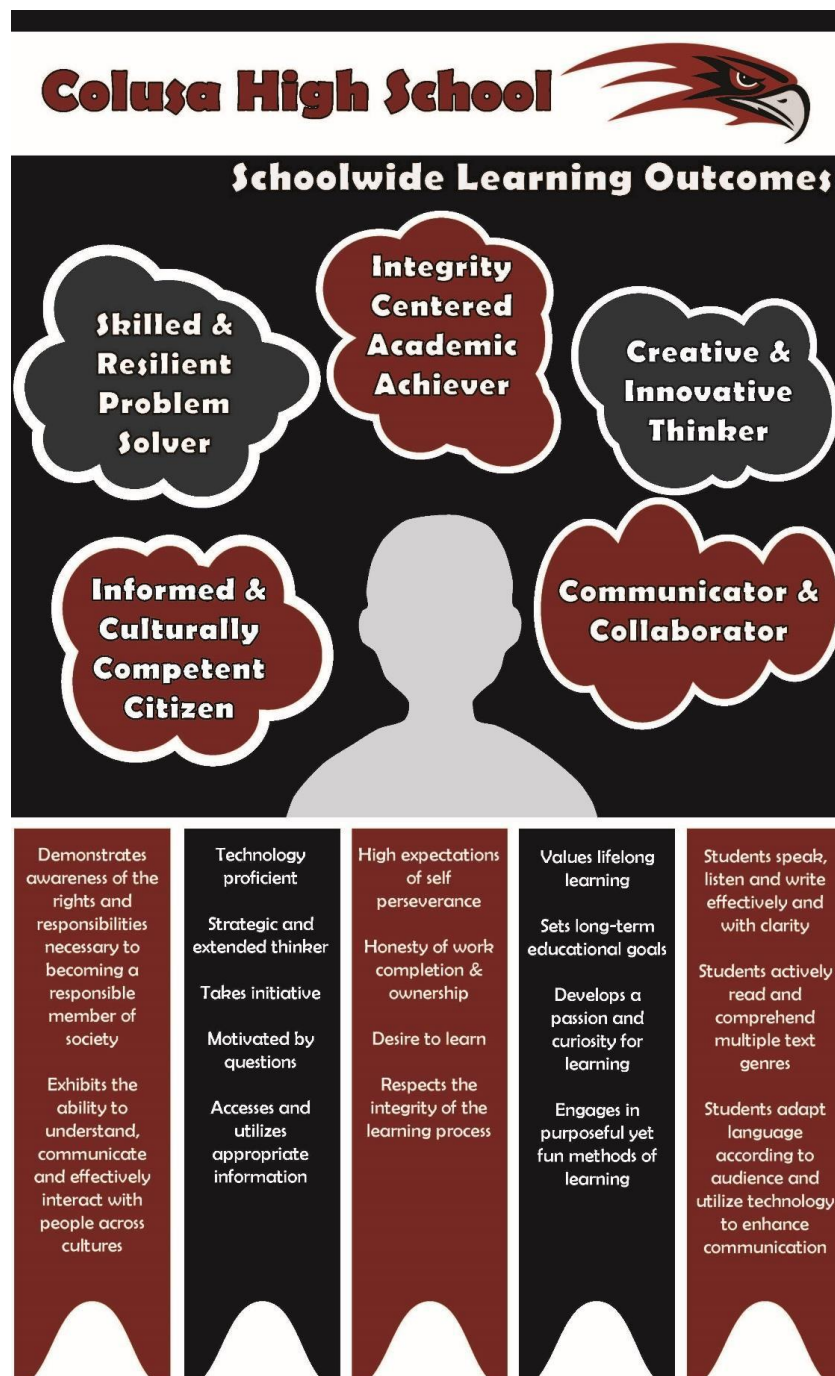 Colusa High School
Schoolwide Learning Outcomes
Skilled &
Resilient
Problem
Solver
Integrity
Centered
Academic
Achiever
Creative &
Innovative
Thinker
Informed &
Culturally
Competent
Citizen
Communicator &
Collaborator
Demonstrates
awareness of the
rights and
responsibilities
necessary to
becoming a
responsible
member of
society
Exhibits the
ability to
understand,
communicate
and effectively
interact with
people across
cultures
Technology
proficient
Strategic and
extended thinker
Takes initiative
Motivated by
questions
Accesses and
utilizes
appropriate
information
High expectations
of self
perseverance
Honesty of work
completion &
ownership
Desire to learn
Respects the
integrity of the
learning process
Values lifelong
learning
Sets long-term
educational goals
Develops a
passion and
curiosity for
learning
Engages in
purposeful yet
fun methods of
learning
Students speak,
listen and write
effectively and
with clarity
Students actively
read and
comprehend
multiple text
genres
Students adapt
language
according to
audience and
utilize technology
to enhance
communication